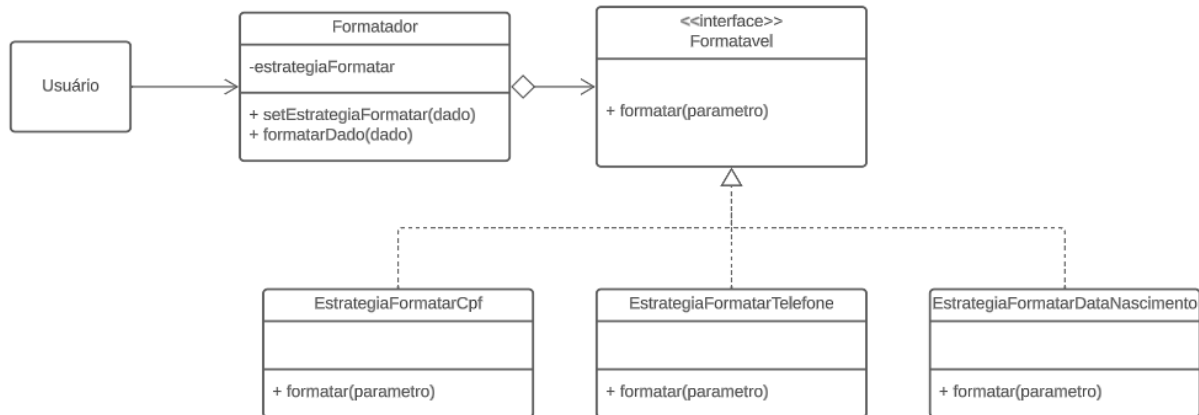 Usuário
Formatador
-estrategiaFormatar
+ setEstrategiaFormatar(dado)
+ formatarDado(dado)
<<interface>>
Formatavel
+ formatar(parametro)
EstrategiaFormatarCpf
+ formatar(parametro)
EstrategiaFormatarTelefone
+ formatar(parametro)
EstrategiaFormatarDataNascimento
+ formatar(parametro)